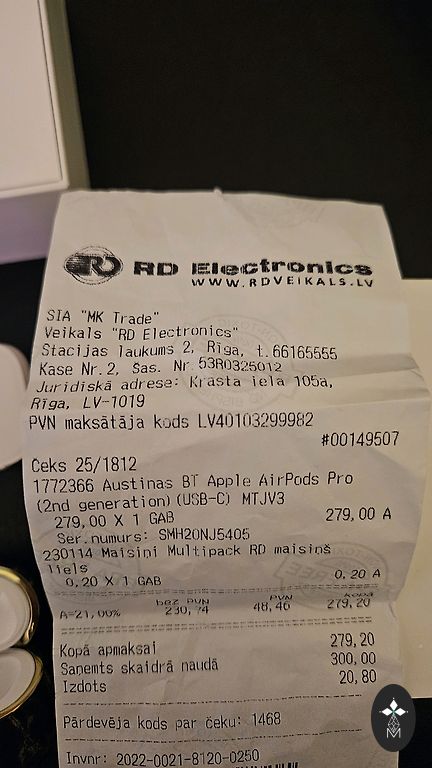 RD Electronics
WWW.RDVEIKALS.LV
SIA "MK Trade"
Veikals "RD Electronics"
Stacijas laukums 2, Rīga, t.66165555
Kase Nr.2, Sas. Nr.53R0325012
Juridiskā adrese: Krasta iela 105a,
Rīga, LV-1019
PVN maksātāja kods LV40103299982
#00149507
Čeks 25/1812
1772366 Austiņas BT Apple AirPods Pro
(2nd generation)(USB-C) MTJV3
279,00 X 1 GAB 279,00 A
Ser.numurs: SMH20NJ5405
230114 Maisiņi Multipack RD maisiņš
liels
0,20 X 1 GAB 0,20 A
bez PVN PVN Kopā
A=21,00% 230,74 48,46 279,20
Kopā apmaksai 279,20
Saņemts skaidrā naudā 300,00
Izdots 20,80
Pārdevēja kods par čeku: 1468
Invnr: 2022-0021-8120-0250
M